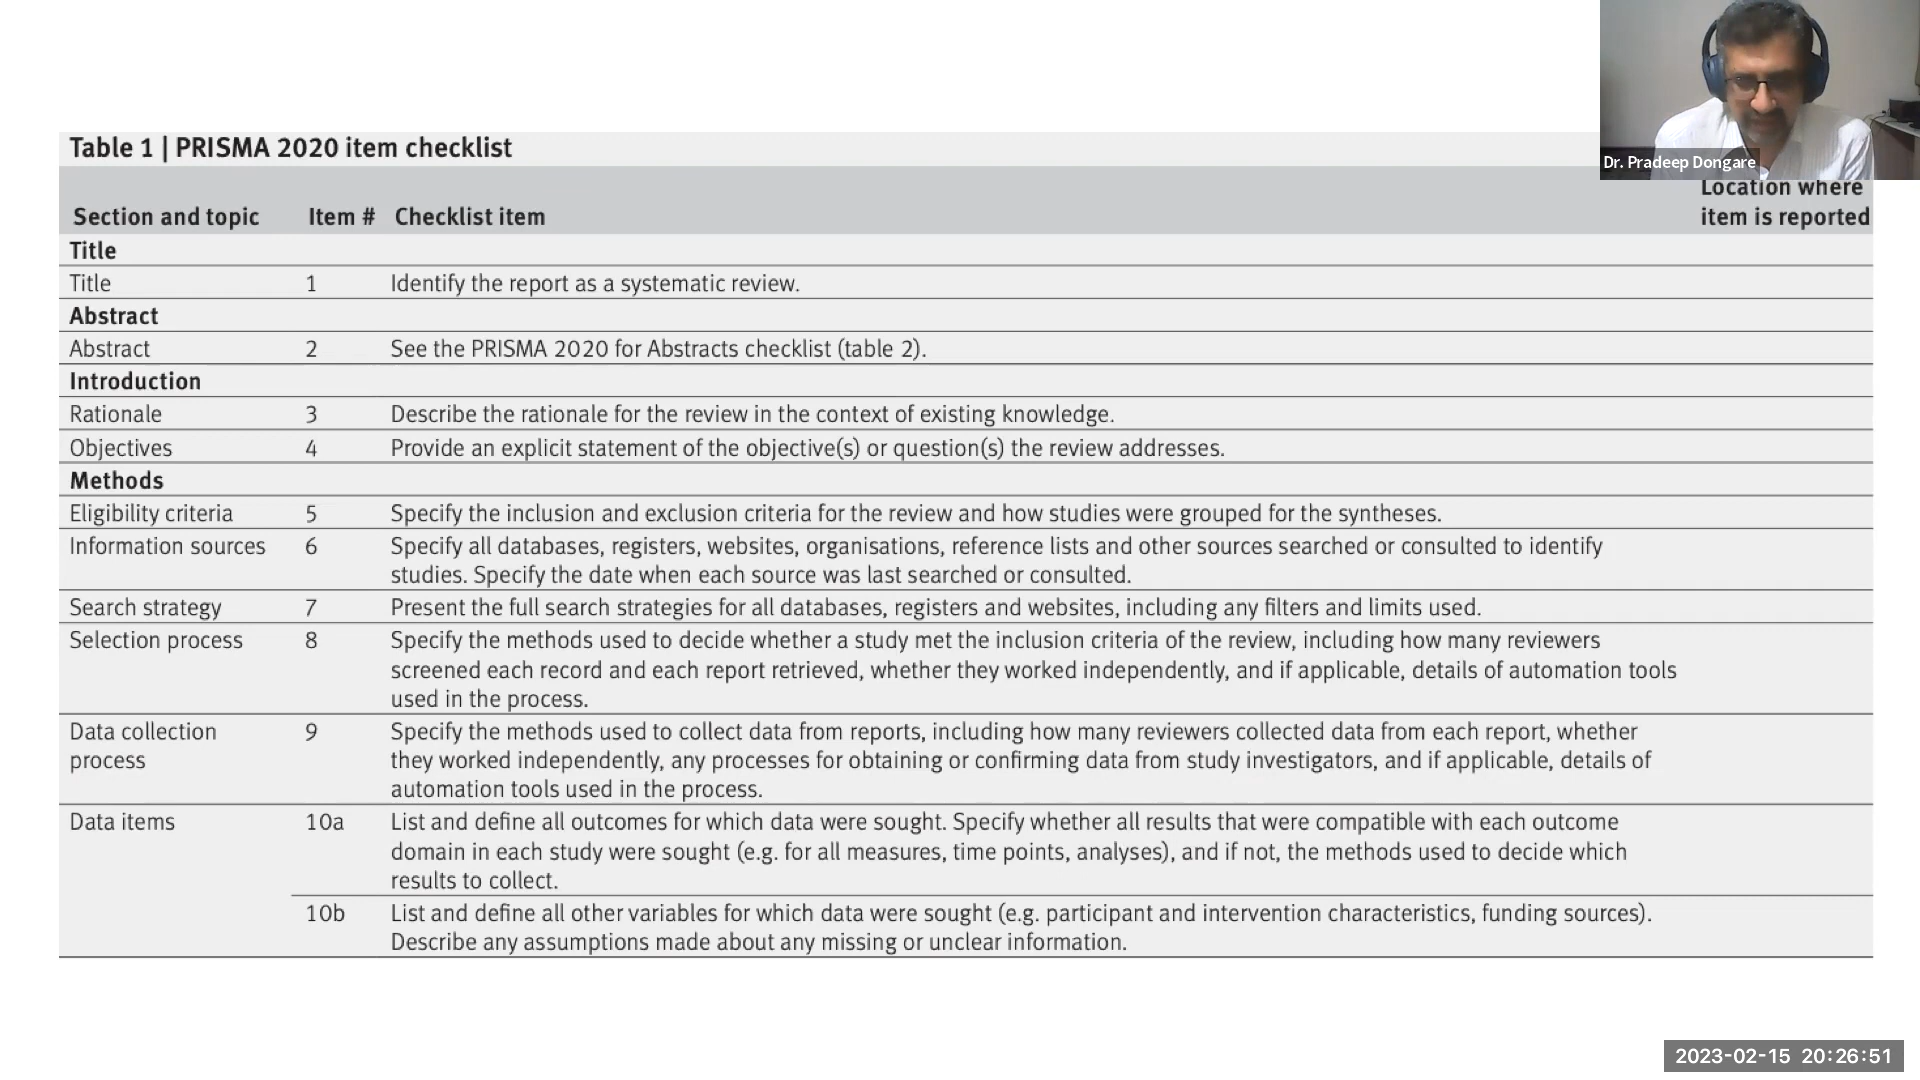 Dr. Pradeep Dongare
Table 1 | PRISMA 2020 item checklist
Location where
Section and topic Item # Checklist item item is reported
Title
Title 1 Identify the report as a systematic review.
Abstract
Abstract 2 See the PRISMA 2020 for Abstracts checklist (table 2).
Introduction
Rationale 3 Describe the rationale for the review in the context of existing knowledge.
Objectives 4 Provide an explicit statement of the objective(s) or question(s) the review addresses.
Methods
Eligibility criteria 5 Specify the inclusion and exclusion criteria for the review and how studies were grouped for the syntheses.
Information sources 6 Specify all databases, registers, websites, organisations, reference lists and other sources searched or consulted to identify
studies. Specify the date when each source was last searched or consulted.
Search strategy 7 Present the full search strategies for all databases, registers and websites, including any filters and limits used.
Selection process 8 Specify the methods used to decide whether a study met the inclusion criteria of the review, including how many reviewers
screened each record and each report retrieved, whether they worked independently, and if applicable, details of automation tools
used in the process.
Data collection 9 Specify the methods used to collect data from reports, including how many reviewers collected data from each report, whether
process they worked independently, any processes for obtaining or confirming data from study investigators, and if applicable, details of
automation tools used in the process.
Data items 10a List and define all outcomes for which data were sought. Specify whether all results that were compatible with each outcome
domain in each study were sought (e.g. for all measures, time points, analyses), and if not, the methods used to decide which
results to collect.
10b List and define all other variables for which data were sought (e.g. participant and intervention characteristics, funding sources).
Describe any assumptions made about any missing or unclear information.
2023-02-15 20:26:51